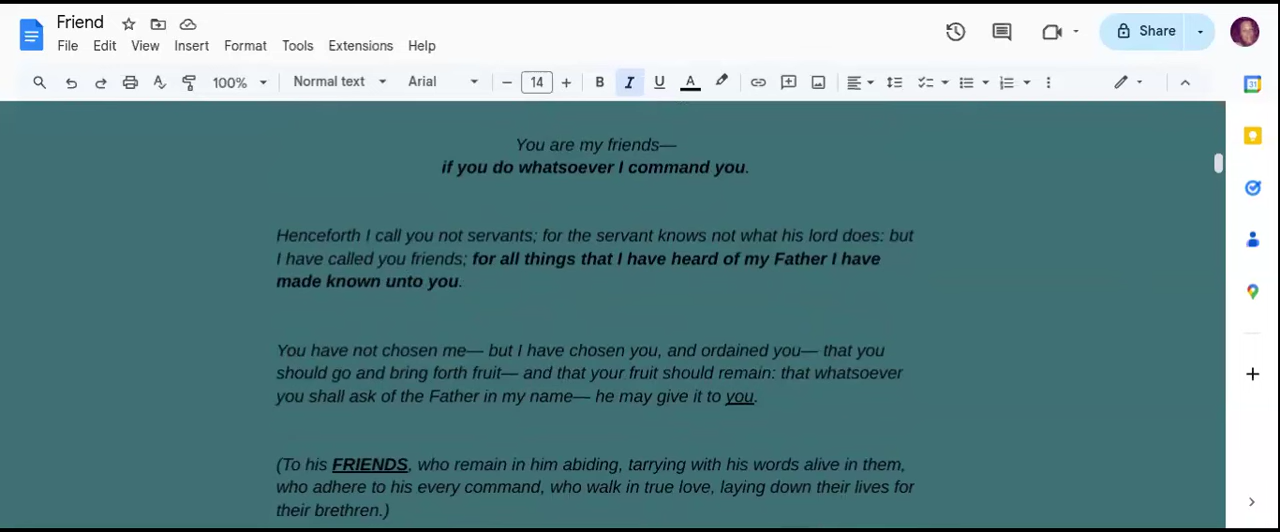 Friend
File Edit View Insert Format Tools Extensions Help
Share
100% Normal text Arial 14 B I U A
31
You are my friends—
if you do whatsoever I command you.
Henceforth I call you not servants; for the servant knows not what his lord does: but
I have called you friends; for all things that I have heard of my Father I have
made known unto you.
You have not chosen me— but I have chosen you, and ordained you— that you
should go and bring forth fruit— and that your fruit should remain: that whatsoever
you shall ask of the Father in my name— he may give it to you.
(To his FRIENDS, who remain in him abiding, tarrying with his words alive in them,
who adhere to his every command, who walk in true love, laying down their lives for
their brethren.)